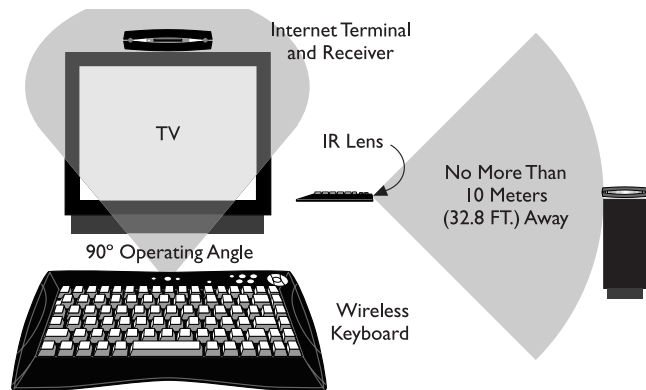 Internet Terminal
and Receiver
TV
IR Lens
No More Than
10 Meters
(32.8 FT.) Away
90º Operating Angle
Wireless
Keyboard